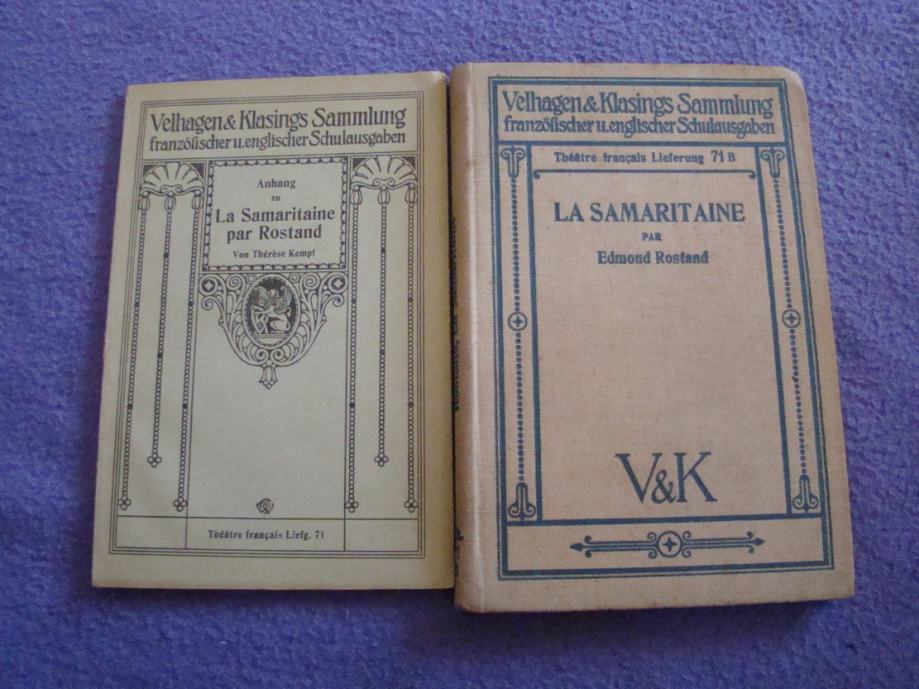 Velhagen & Klasings Sammlung
französischer u. englischer Schulausgaben
Anhang
zu
La Samaritaine
par Rostand
Von Thérèse Kempf
Théâtre français Liefg. 71
Velhagen & Klasings Sammlung
französischer u. englischer Schulausgaben
Théâtre français Lieferung 71 B
LA SAMARITAINE
PAR
Edmond Rostand
V&K